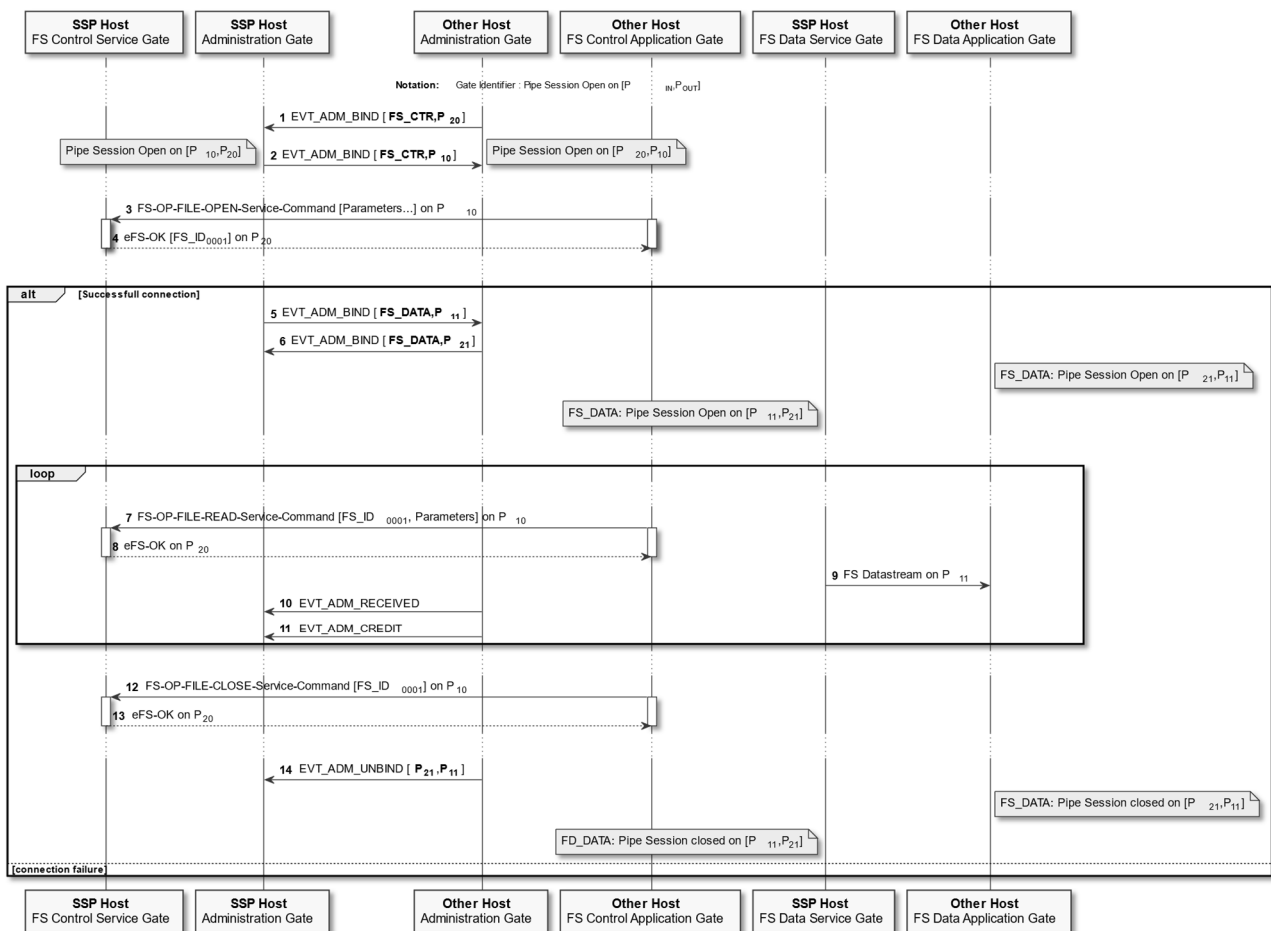 SSP Host SSP Host Other Host Other Host SSP Host Other Host
FS Control Service Gate Administration Gate Administration Gate FS Control Application Gate FS Data Service Gate FS Data Application Gate
Notation: Gate Identifier : Pipe Session Open on [P IN,POUT]
1 EVT_ADM_BIND [ FS_CTR,P 20]
Pipe Session Open on [P 10,P20]
2 EVT_ADM_BIND [ FS_CTR,P 10]
Pipe Session Open on [P 20,P10]
3 FS-OP-FILE-OPEN-Service-Command [Parameters...] on P 10
4 eFS-OK [FS_ID0001] on P20
alt [Successfull connection]
5 EVT_ADM_BIND [ FS_DATA,P 11]
6 EVT_ADM_BIND [ FS_DATA,P 21]
FS_DATA: Pipe Session Open on [P 21,P11]
FS_DATA: Pipe Session Open on [P 11,P21]
loop
7 FS-OP-FILE-READ-Service-Command [FS_ID 0001, Parameters] on P 10
8 eFS-OK on P 20
9 FS Datastream on P 11
10 EVT_ADM_RECEIVED
11 EVT_ADM_CREDIT
12 FS-OP-FILE-CLOSE-Service-Command [FS_ID 0001] on P10
13 eFS-OK on P20
14 EVT_ADM_UNBIND [ P21,P11]
FS_DATA: Pipe Session closed on [P 21,P11]
FD_DATA: Pipe Session closed on [P 11,P21]
[connection failure]
SSP Host SSP Host Other Host Other Host SSP Host Other Host
FS Control Service Gate Administration Gate Administration Gate FS Control Application Gate FS Data Service Gate FS Data Application Gate